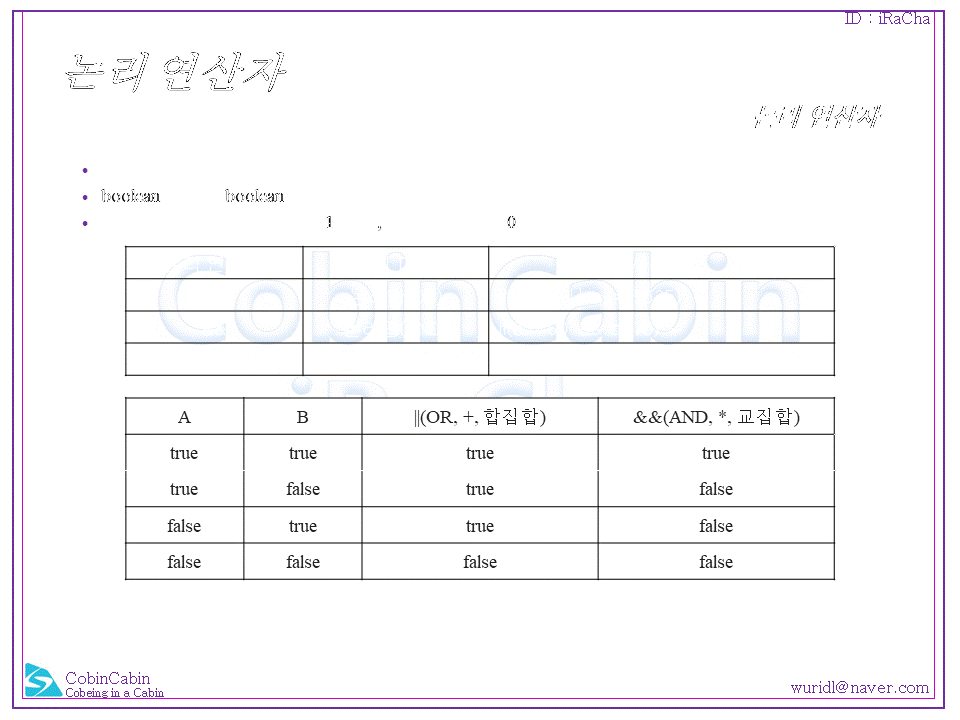 ID : iRaCha
논리 연산자
논리 연산자
•
• boolean boolean
• 1 , 0
CobinCabin
A B ||(OR, +, 합집합) &&(AND, *, 교집합)
true true true true
true false true false
false true true false
false false false false
CobinCabin
Cobeing in a Cabin
wuridl@naver.com